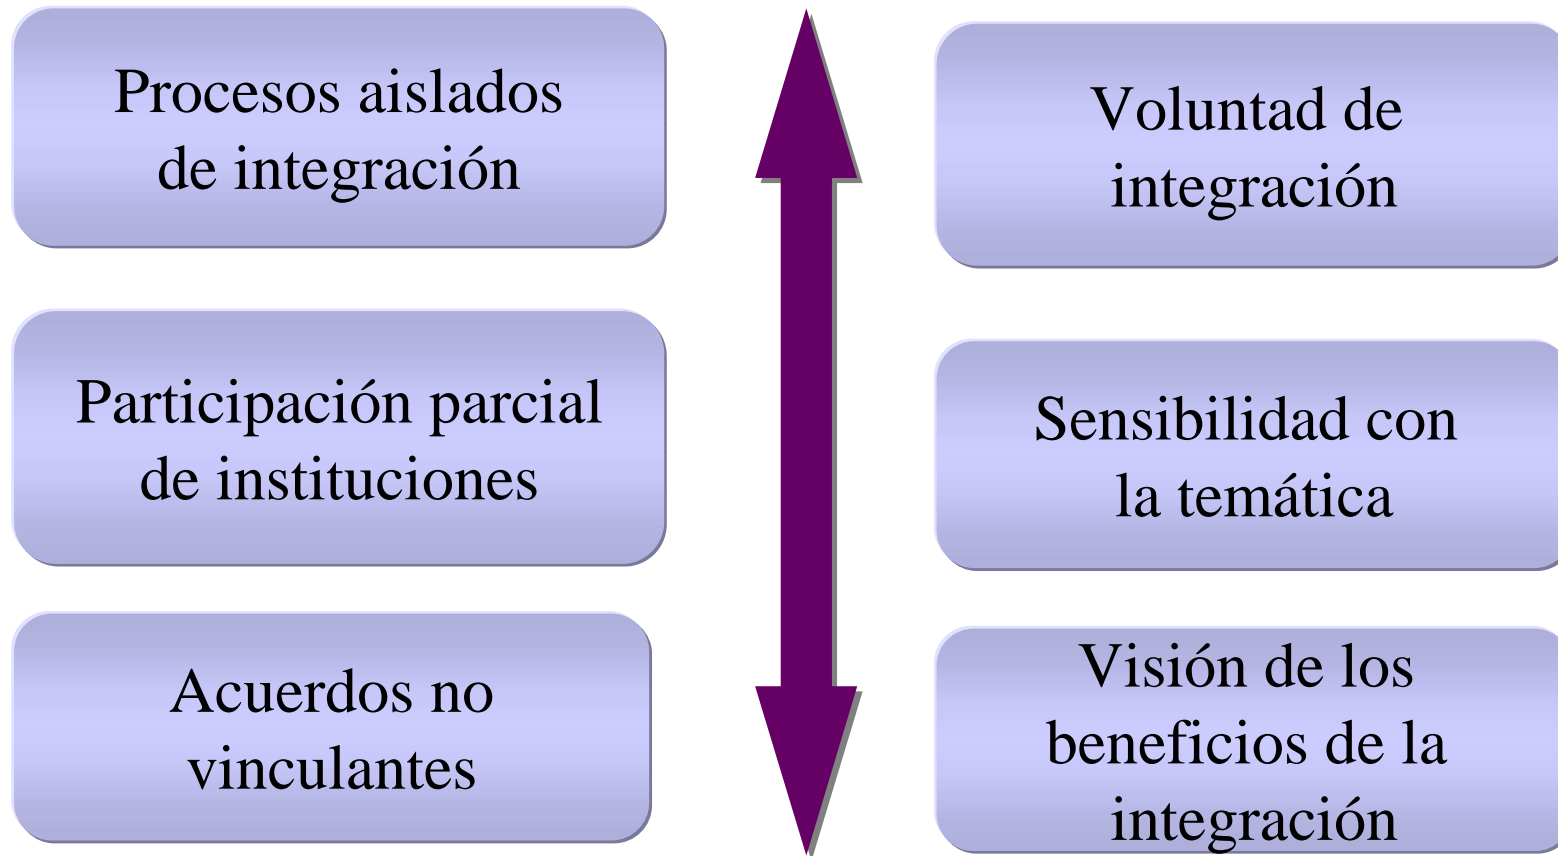 Procesos aislados
de integración
Participación parcial
de instituciones
Acuerdos no
vinculantes
Voluntad de
integración
Sensibilidad con
la temática
Visión de los
beneficios de la
integración